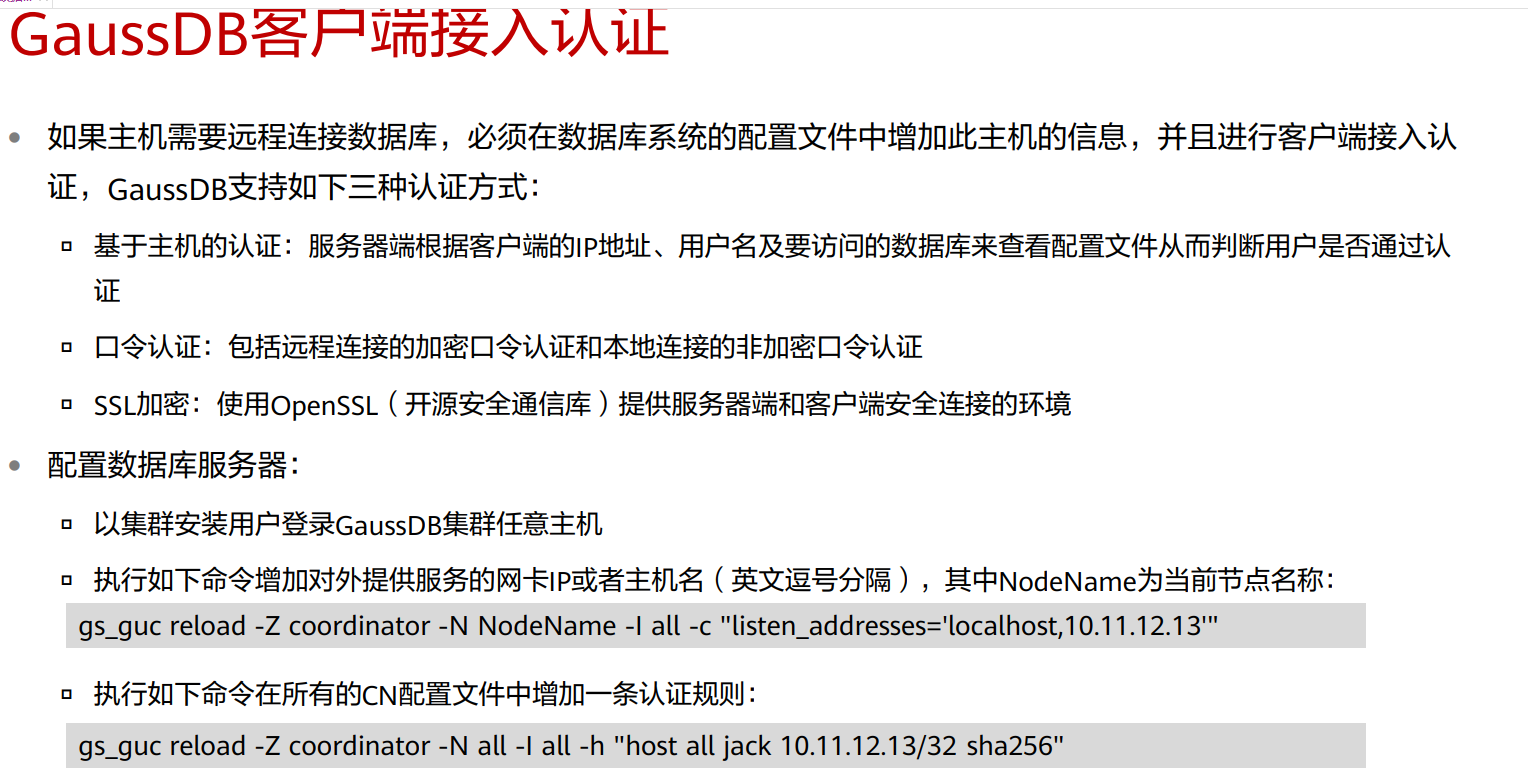 GaussDB客户端接入认证
如果主机需要远程连接数据库，必须在数据库系统的配置文件中增加此主机的信息，并且进行客户端接入认
证，GaussDB支持如下三种认证方式：
基于主机的认证：服务器端根据客户端的IP地址、用户名及要访问的数据库来查看配置文件从而判断用户是否通过认
证
口令认证：包括远程连接的加密口令认证和本地连接的非加密口令认证
SSL加密：使用OpenSSL（开源安全通信库）提供服务器端和客户端安全连接的环境
配置数据库服务器：
以集群安装用户登录GaussDB集群任意主机
执行如下命令增加对外提供服务的网卡IP或者主机名（英文逗号分隔），其中NodeName为当前节点名称：
gs_guc reload -Z coordinator -N NodeName -I all -c "listen_addresses='localhost,10.11.12.13'"
执行如下命令在所有的CN配置文件中增加一条认证规则：
gs_guc reload -Z coordinator -N all -I all -h "host all jack 10.11.12.13/32 sha256"